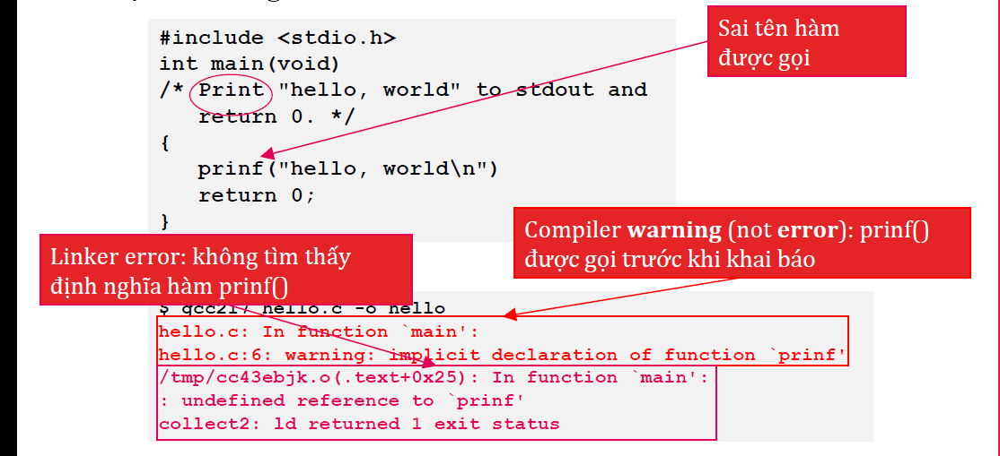 #include <stdio.h>
int main(void)
/* Print "hello, world" to stdout and
return 0. */
{
prinf("hello, world\n")
return 0;
}
Sai tên hàm
được gọi
Compiler warning (not error): prinf()
được gọi trước khi khai báo
Linker error: không tìm thấy
định nghĩa hàm prinf()
$ gcc217 hello.c -o hello
hello.c: In function `main':
hello.c:6: warning: implicit declaration of function `prinf'
/tmp/cc43ebjk.o(.text+0x25): In function `main':
: undefined reference to `prinf'
collect2: ld returned 1 exit status